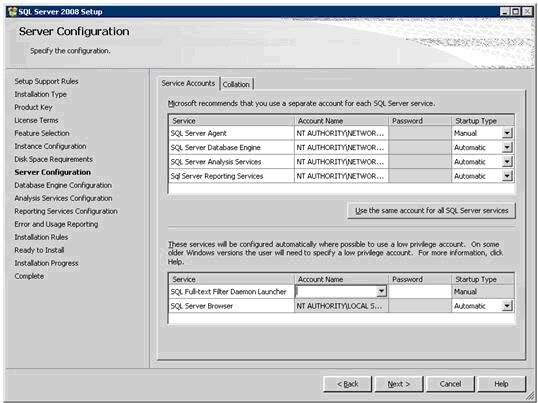 SQL Server 2008 Setup
Server Configuration
Specify the configuration.
Setup Support Rules
Installation Type
Product Key
License Terms
Feature Selection
Instance Configuration
Disk Space Requirements
Server Configuration
Database Engine Configuration
Analysis Services Configuration
Reporting Services Configuration
Error and Usage Reporting
Installation Rules
Ready to Install
Installation Progress
Complete
Service Accounts Collation
Microsoft recommends that you use a separate account for each SQL Server service.
Service Account Name Password Startup Type
SQL Server Agent NT AUTHORITY\NETWOR... Manual
SQL Server Database Engine NT AUTHORITY\NETWOR... Automatic
SQL Server Analysis Services NT AUTHORITY\NETWOR... Automatic
Sql Server Reporting Services NT AUTHORITY\NETWOR... Automatic
Use the same account for all SQL Server services
These services will be configured automatically where possible to use a low privilege account. On some
older Windows versions the user will need to specify a low privilege account. For more information, click
Help.
Service Account Name Password Startup Type
SQL Full-text Filter Daemon Launcher Manual
SQL Server Browser NT AUTHORITY\LOCAL S... Automatic
< Back Next > Cancel Help